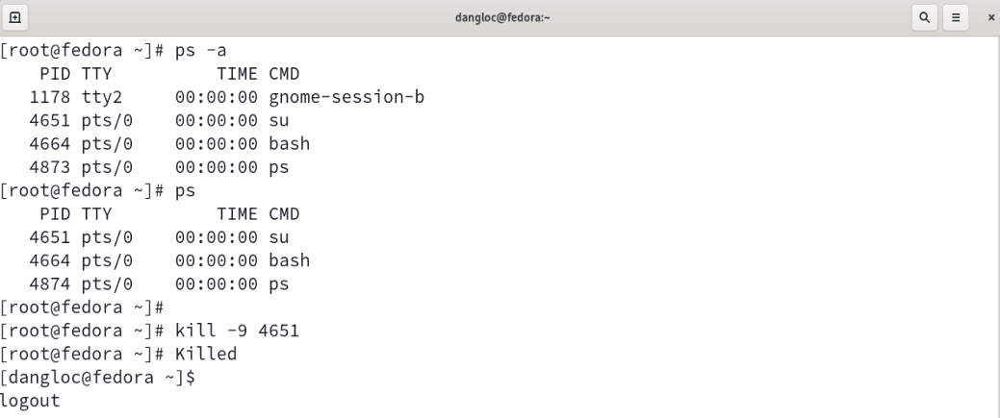 dangloc@fedora:~
[root@fedora ~]# ps -a
    PID TTY          TIME CMD
   1178 tty2     00:00:00 gnome-session-b
   4651 pts/0    00:00:00 su
   4664 pts/0    00:00:00 bash
   4873 pts/0    00:00:00 ps
[root@fedora ~]# ps
    PID TTY          TIME CMD
   4651 pts/0    00:00:00 su
   4664 pts/0    00:00:00 bash
   4874 pts/0    00:00:00 ps
[root@fedora ~]#
[root@fedora ~]# kill -9 4651
[root@fedora ~]# Killed
[dangloc@fedora ~]$
logout